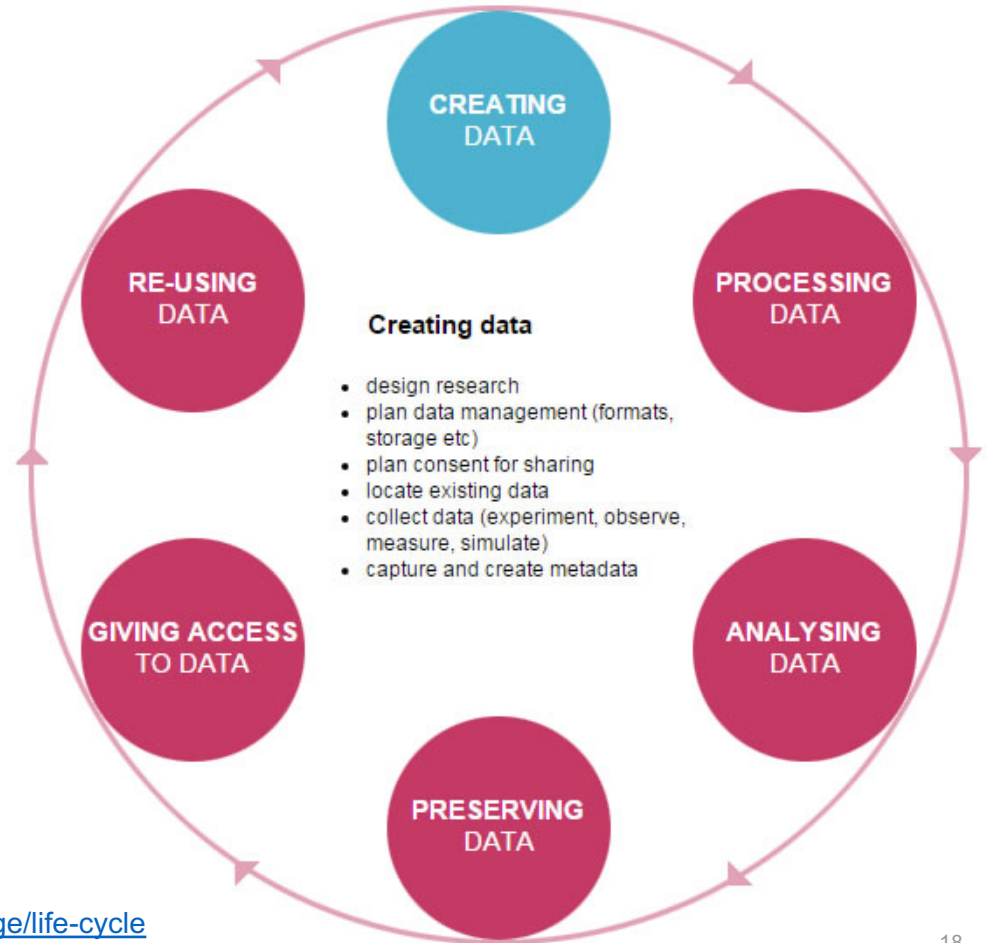 CREATING
DATA
RE-USING
DATA
PROCESSING
DATA
Creating data
• design research
• plan data management (formats,
storage etc)
• plan consent for sharing
• locate existing data
• collect data (experiment, observe,
measure, simulate)
• capture and create metadata
GIVING ACCESS
TO DATA
ANALYSING
DATA
PRESERVING
DATA
ge/life-cycle
18